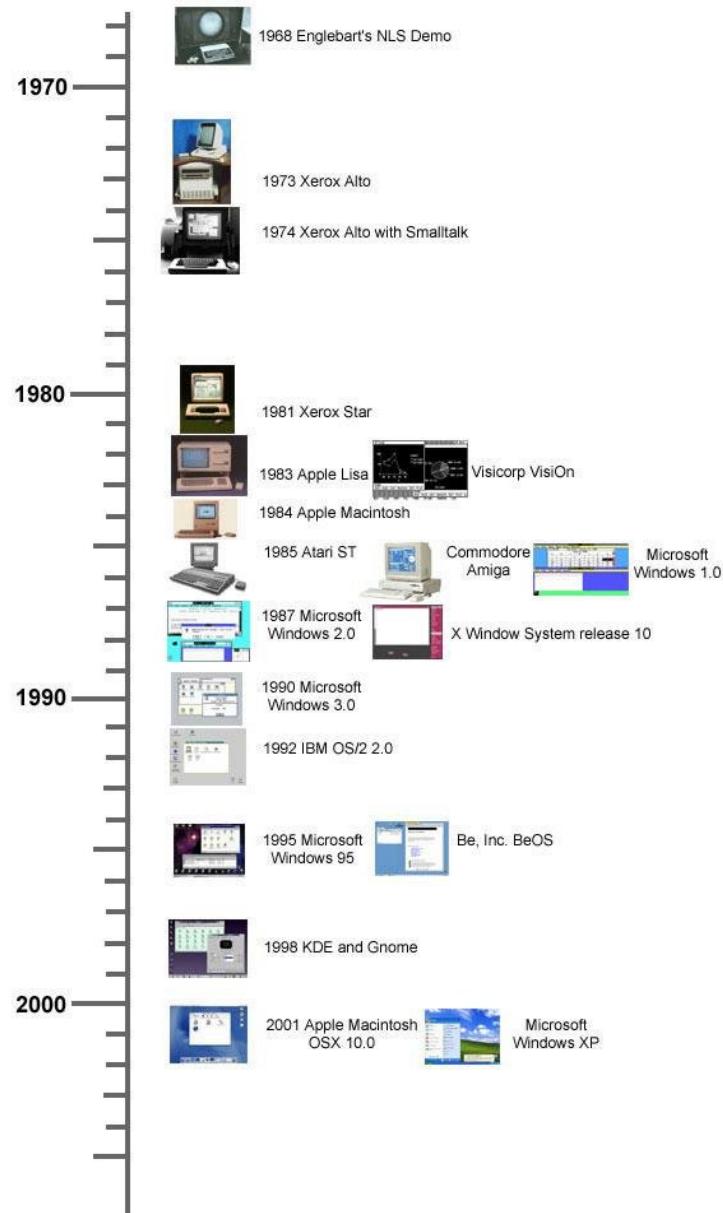 1968 Englebart's NLS Demo
1970
1973 Xerox Alto
1974 Xerox Alto with Smalltalk
1980
1981 Xerox Star
1983 Apple Lisa
Visicorp VisiOn
1984 Apple Macintosh
1985 Atari ST
Commodore
Amiga
Microsoft
Windows 1.0
1987 Microsoft
Windows 2.0
X Window System release 10
1990
1990 Microsoft
Windows 3.0
1992 IBM OS/2 2.0
1995 Microsoft
Windows 95
Be, Inc. BeOS
1998 KDE and Gnome
2000
2001 Apple Macintosh
OSX 10.0
Microsoft
Windows XP